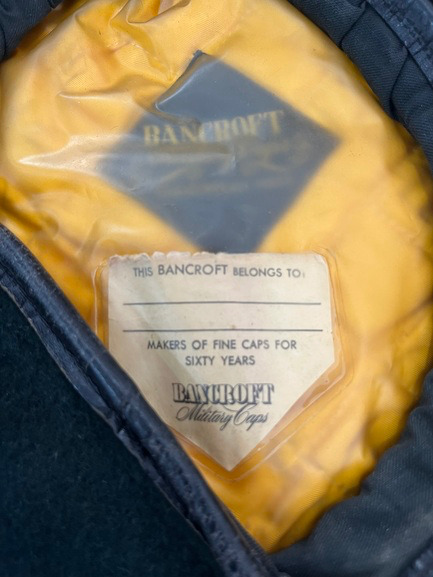 BANCROFT
THIS BANCROFT BELONGS TO:
MAKERS OF FINE CAPS FOR
SIXTY YEARS
BANCROFT
Military Caps